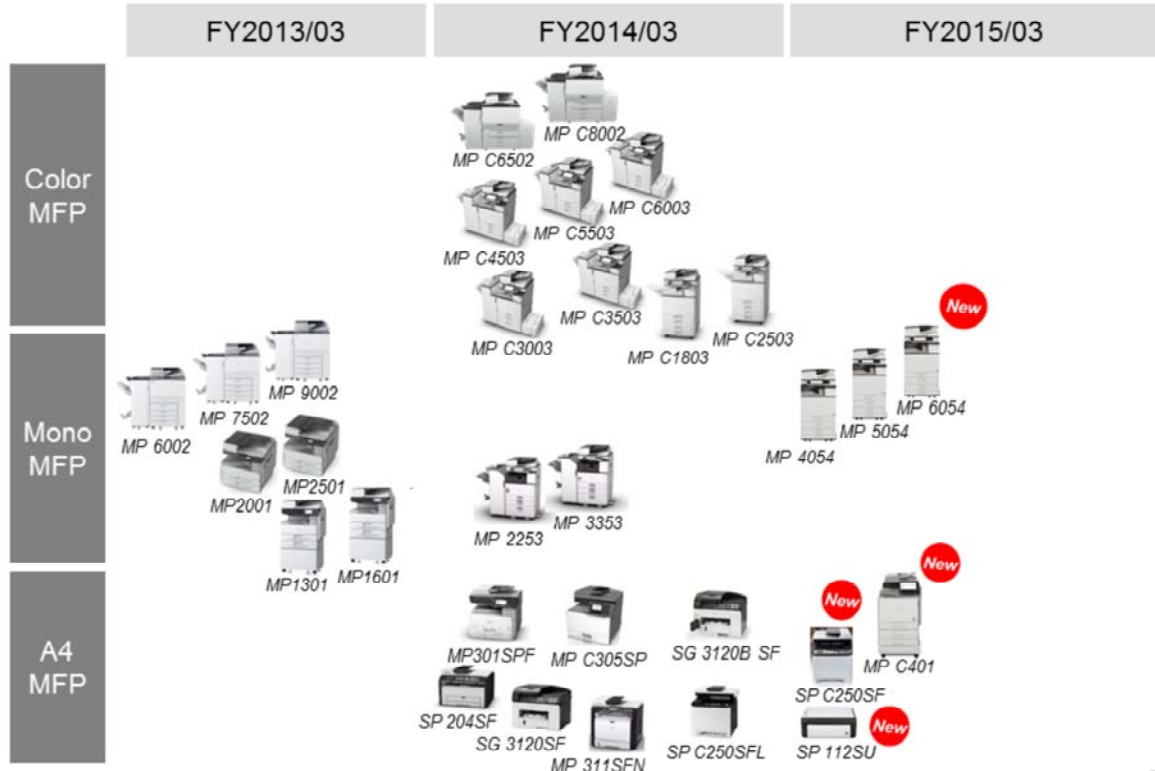 FY2013/03
FY2014/03
FY2015/03
Color
MFP
MP C8002
MP C6502
MP C6003
MP C5503
MP C4503
MP C3503
MP C3003
MP C1803
MP C2503
New
Mono
MFP
MP 9002
MP 7502
MP 6002
MP2501
MP2001
MP1601
MP1301
MP 3353
MP 2253
MP 6054
MP 5054
MP 4054
A4
MFP
MP301SPF
MP C305SP
SG 3120B SF
SP 204SF
SG 3120SF
MP 311SFN
SP C250SFL
New
New
MP C401
SP C250SF
New
SP 112SU